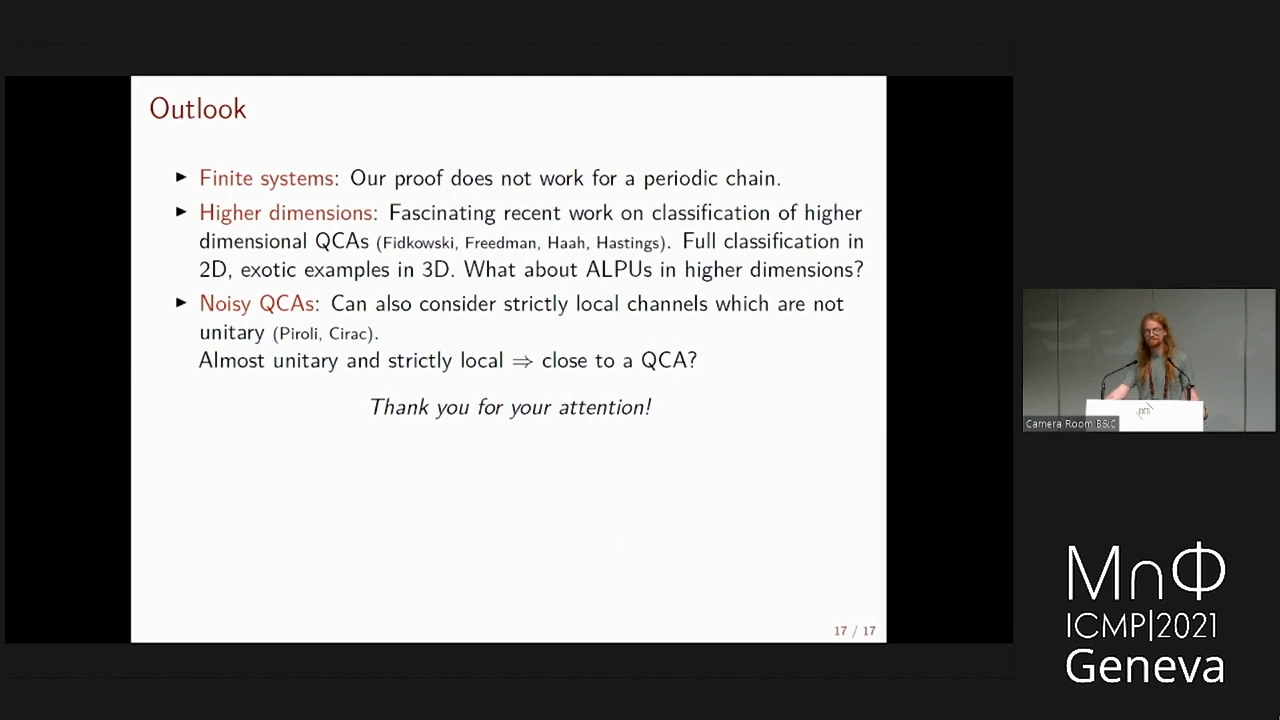 Outlook
▶ Finite systems: Our proof does not work for a periodic chain.
▶ Higher dimensions: Fascinating recent work on classification of higher
dimensional QCAs (Fidkowski, Freedman, Haah, Hastings). Full classification in
2D, exotic examples in 3D. What about ALPUs in higher dimensions?
▶ Noisy QCAs: Can also consider strictly local channels which are not
unitary (Piroli, Cirac).
Almost unitary and strictly local ⇒ close to a QCA?
Thank you for your attention!
17 / 17
Camera Room B&C
M∩Φ
ICMP|2021
Geneva